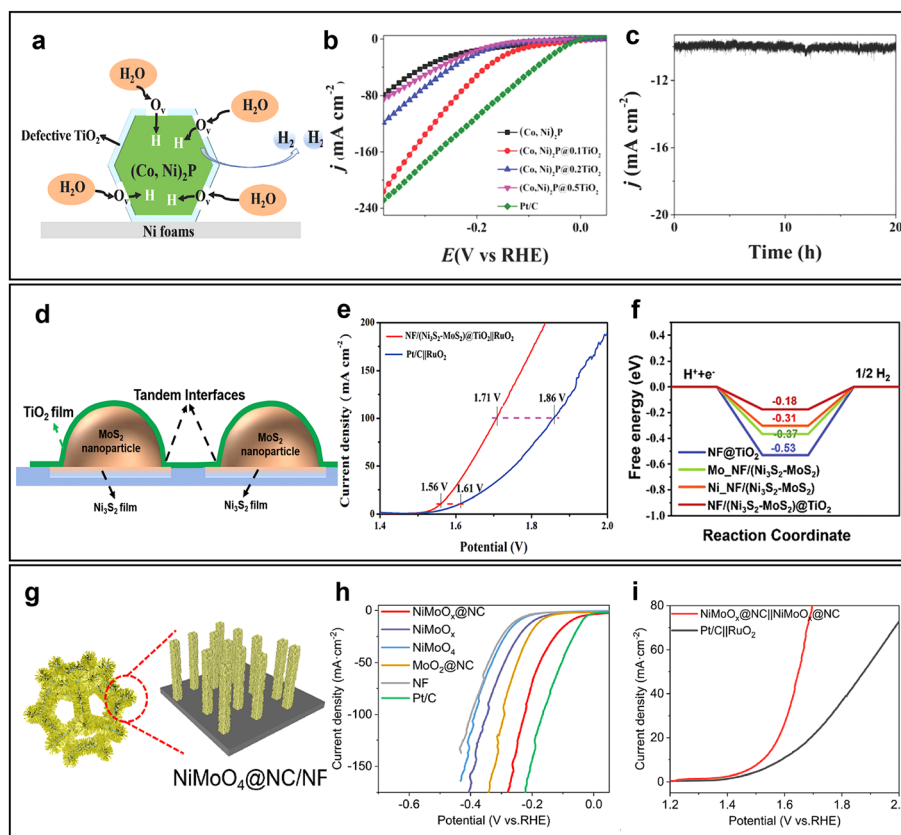 a
H₂O
Oᵥ
H₂O
Oᵥ
H
H
Defective TiO₂
H₂
H₂
(Co, Ni)₂P
H₂O
Oᵥ
H
H
Oᵥ
H₂O
Ni foams
b
0
-80
-160
-240
j (mA cm⁻²)
-0.2
0.0
E(V vs RHE)
(Co, Ni)₂P
(Co, Ni)₂P@0.1TiO₂
(Co, Ni)₂P@0.2TiO₂
(Co,Ni)₂P@0.5TiO₂
Pt/C
c
-12
-16
-20
j (mA cm⁻²)
0
10
20
Time (h)
d
Tandem Interfaces
TiO₂ film
MoS₂
nanoparticle
MoS₂
nanoparticle
Ni₃S₂ film
Ni₃S₂ film
e
200
150
100
50
0
Current density (mA cm⁻²)
NF/(Ni₃S₂-MoS₂)@TiO₂||RuO₂
Pt/C||RuO₂
1.71 V
1.86 V
1.56 V
1.61 V
1.4
1.6
1.8
2.0
Potential (V)
f
0.4
0.2
0.0
-0.2
-0.4
-0.6
-0.8
-1.0
Free energy (eV)
H⁺+e⁻
1/2 H₂
-0.18
-0.31
-0.37
-0.53
NF@TiO₂
Mo_NF/(Ni₃S₂-MoS₂)
Ni_NF/(Ni₃S₂-MoS₂)
NF/(Ni₃S₂-MoS₂)@TiO₂
Reaction Coordinate
g
NiMoO₄@NC/NF
h
0
-50
-100
-150
Current density (mA·cm⁻²)
NiMoOₓ@NC
NiMoOₓ
NiMoO₄
MoO₂@NC
NF
Pt/C
-0.6
-0.4
-0.2
0.0
Potential (V vs.RHE)
i
80
60
40
20
0
Current density (mA·cm⁻²)
NiMoOₓ@NC||NiMoOₓ@NC
Pt/C||RuO₂
1.2
1.4
1.6
1.8
2.0
Potential (V vs.RHE)